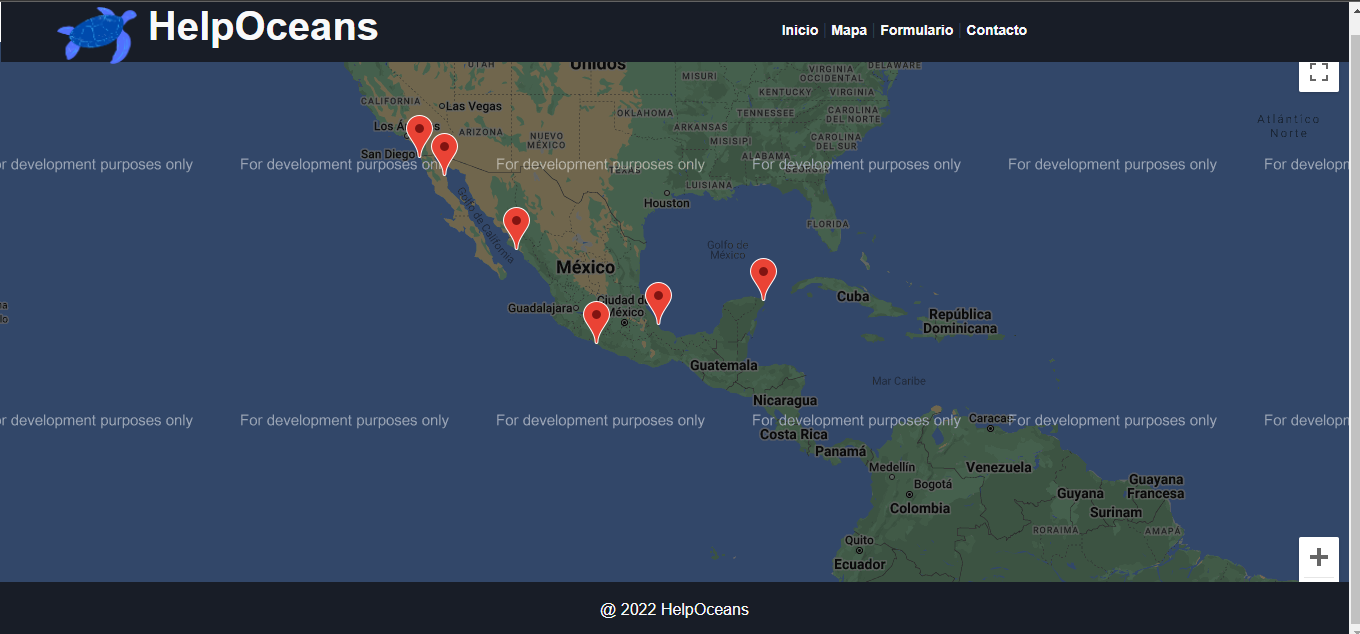 HelpOceans
Inicio Mapa Formulario Contacto
UTAH
Unidos
MISURI
VIRGINIA
OCCIDENTAL
DELAWARE
KENTUCKY
VIRGINIA
CALIFORNIA
Las Vegas
OKLAHOMA
TENNESSEE
CAROLINA
DEL NORTE
Atlántico
Norte
Los
ARIZONA
NUEVO
MÉXICO
ARKANSAS
MISISIPI
CAROLINA
DEL SUR
San Diego
ALABAMA
For development purposes only
For development purposes only
For development purposes only
For development purposes only
For development purposes only
TEXAS
GEORGIA
LUISIANA
Houston
Golfo de California
FLORIDA
Golfo de
México
México
Cuba
Guadalajara
Ciudad de
México
República
Dominicana
Guatemala
Mar Caribe
Nicaragua
For development purposes only
For development purposes only
For development purposes only
For development purposes only
For development purposes only
Caracas
Costa Rica
Panamá
Medellín
Venezuela
Bogotá
Colombia
Guyana
Guayana
Francesa
Surinam
RORAIMA
AMAPÁ
Quito
Ecuador
@ 2022 HelpOceans